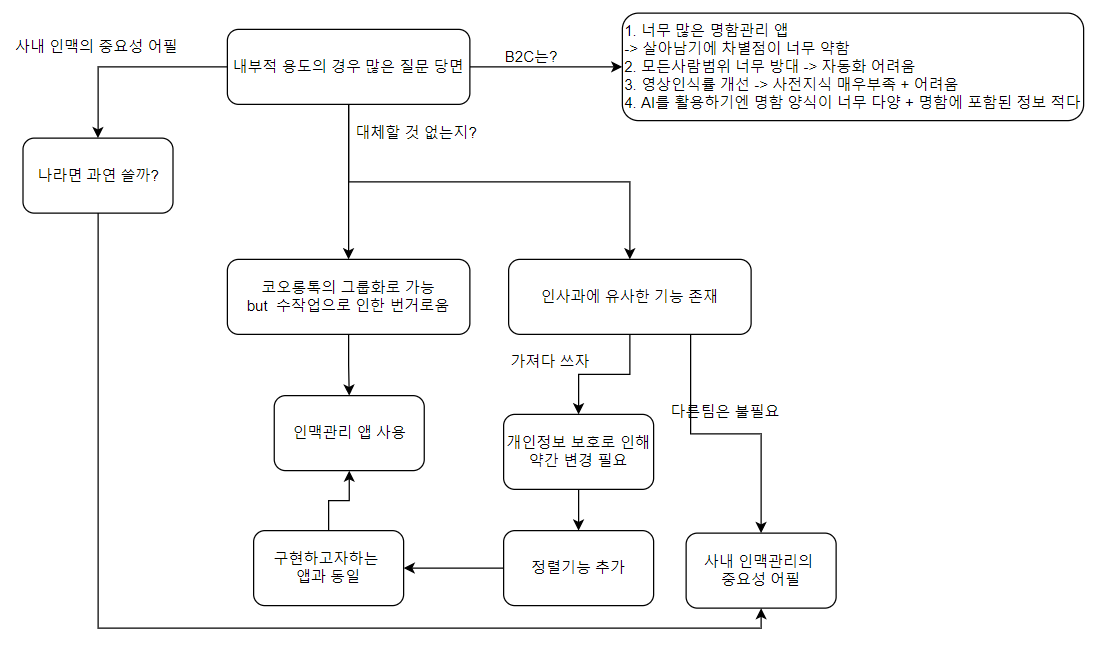 사내 인맥의 중요성 어필
내부적 용도의 경우 많은 질문 당면
B2C는?
1. 너무 많은 명함관리 앱
-> 살아남기에 차별점이 너무 약함
2. 모든사람범위 너무 방대 -> 자동화 어려움
3. 영상인식률 개선 -> 사전지식 매우부족 + 어려움
4. AI를 활용하기엔 명함 양식이 너무 다양 + 명함에 포함된 정보 적다
대체할 것 없는지?
나라면 과연 쓸까?
코오롱톡의 그룹화로 가능
but 수작업으로 인한 번거로움
인사과에 유사한 기능 존재
가져다 쓰자
다른팀은 불필요
인맥관리 앱 사용
개인정보 보호로 인해
약간 변경 필요
구현하고자하는
앱과 동일
정렬기능 추가
사내 인맥관리의
중요성 어필